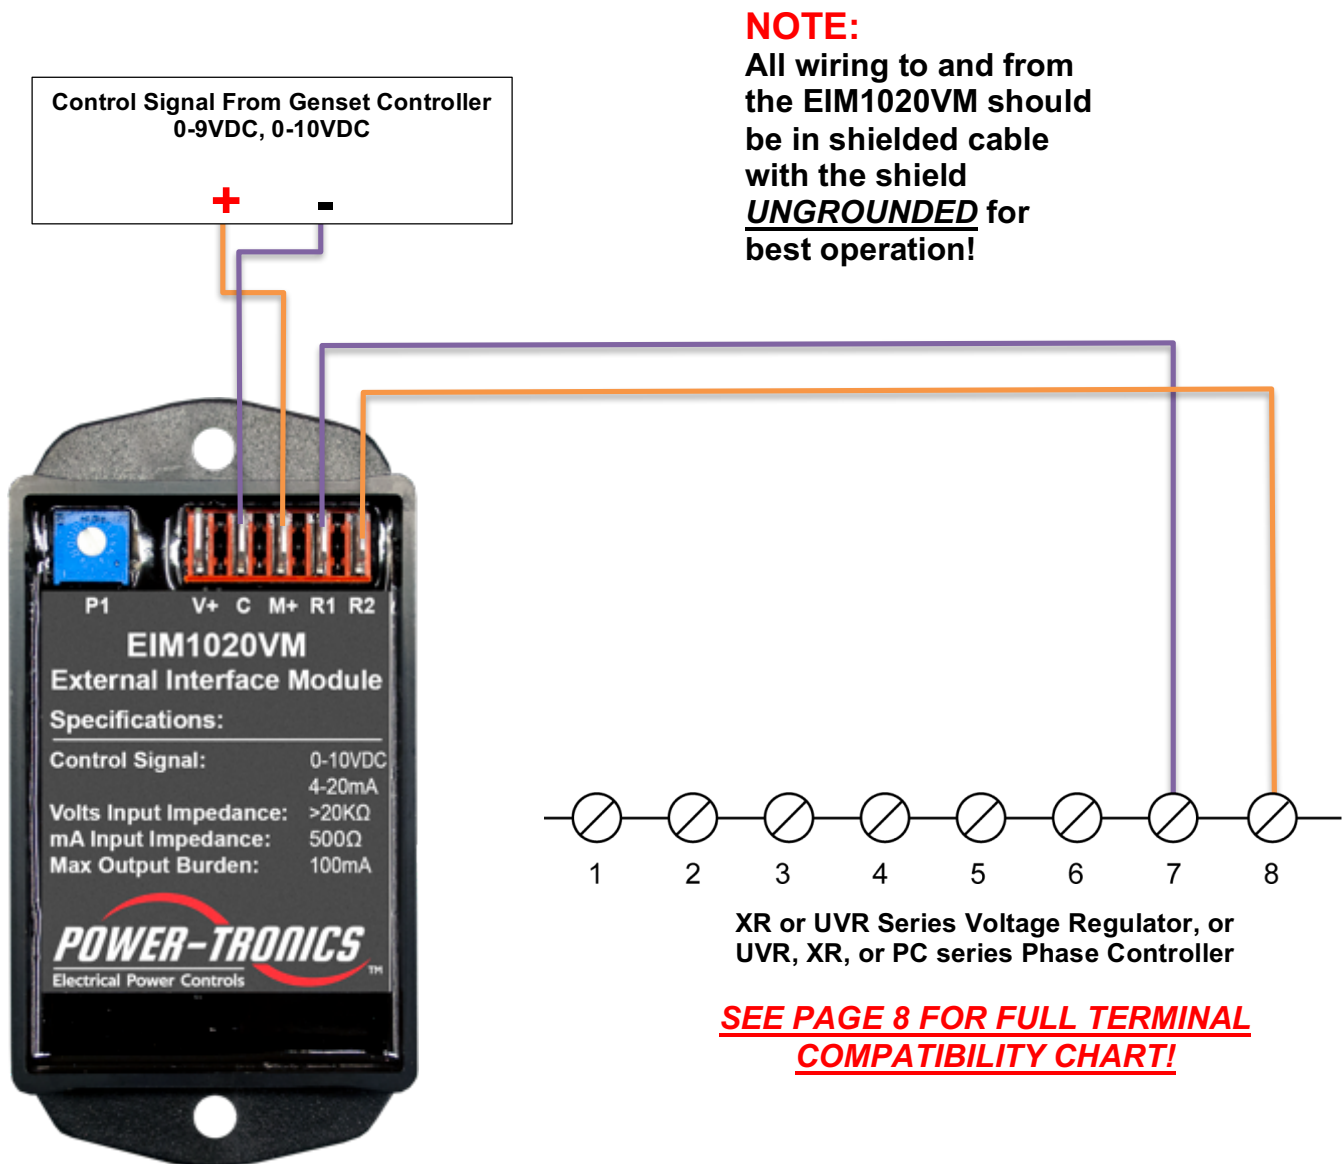 NOTE:
All wiring to and from
the EIM1020VM should
be in shielded cable
with the shield
UNGROUNDED for
best operation!
Control Signal From Genset Controller
0-9VDC, 0-10VDC
+ -
P1 V+ C M+ R1 R2
EIM1020VM
External Interface Module
Specifications:
Control Signal: 0-10VDC
4-20mA
Volts Input Impedance: >20KΩ
mA Input Impedance: 500Ω
Max Output Burden: 100mA
POWER-TRONICS™
Electrical Power Controls
1 2 3 4 5 6 7 8
XR or UVR Series Voltage Regulator, or
UVR, XR, or PC series Phase Controller
SEE PAGE 8 FOR FULL TERMINAL
COMPATIBILITY CHART!